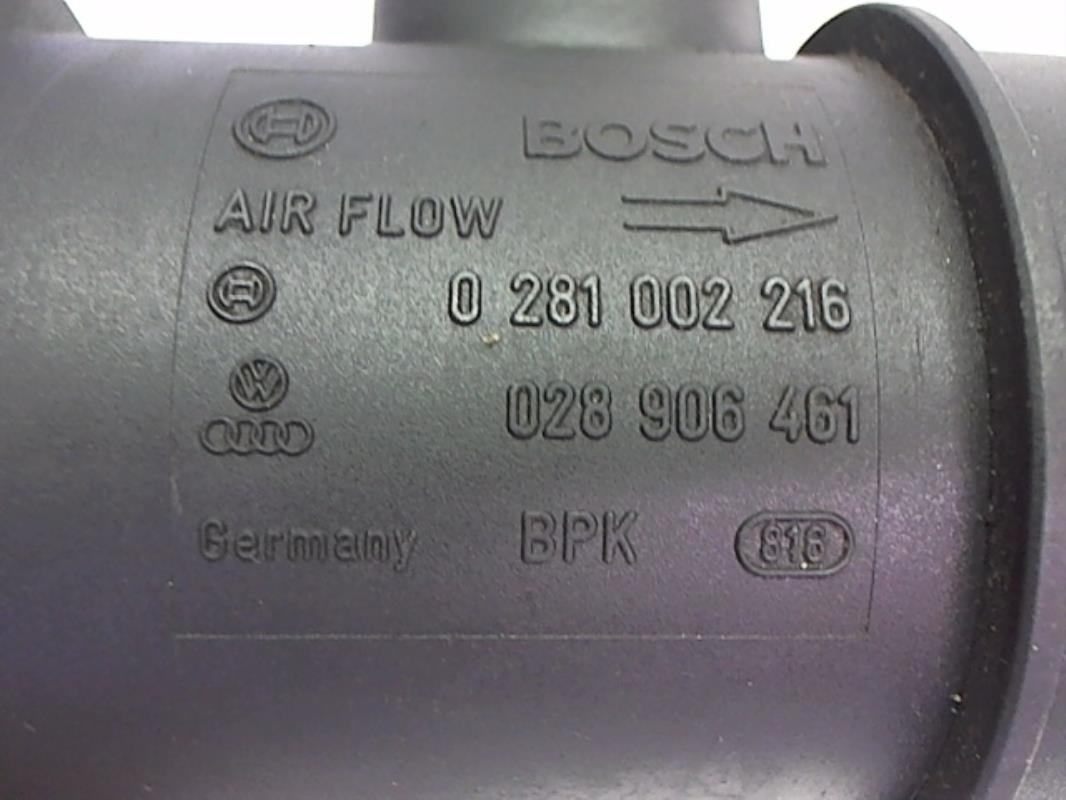 BOSCH
AIR FLOW
0 281 002 216
028 906 461
Germany BPK 816